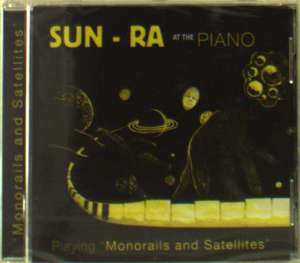 SUN - RA AT THE PIANO
"Monorails and Satellites"
Playing "Monorails and Satellites"